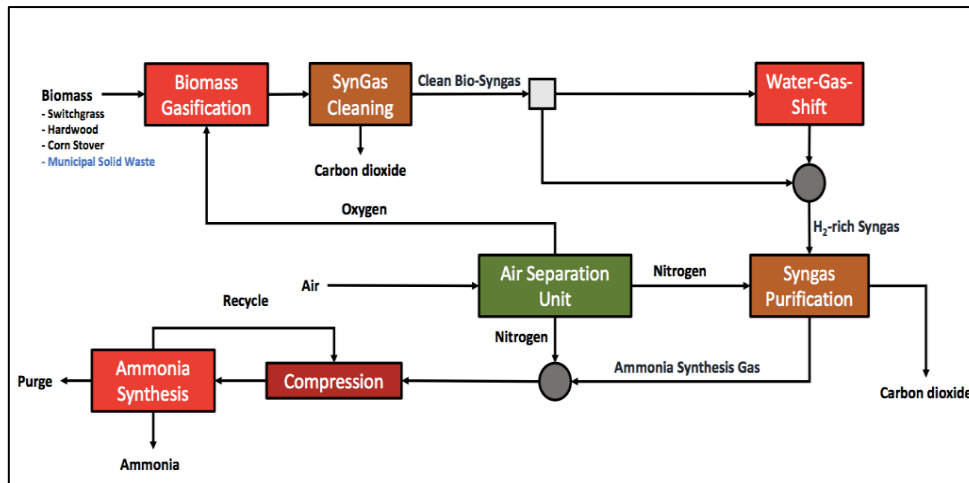 Biomass
Gasification
SynGas
Cleaning
Clean Bio-Syngas
Water-Gas-
Shift
Biomass
- Switchgrass
- Hardwood
- Corn Stover
- Municipal Solid Waste
Carbon dioxide
Oxygen
H₂-rich Syngas
Air
Air Separation
Unit
Nitrogen
Syngas
Purification
Recycle
Nitrogen
Purge
Ammonia
Synthesis
Compression
Ammonia Synthesis Gas
Carbon dioxide
Ammonia